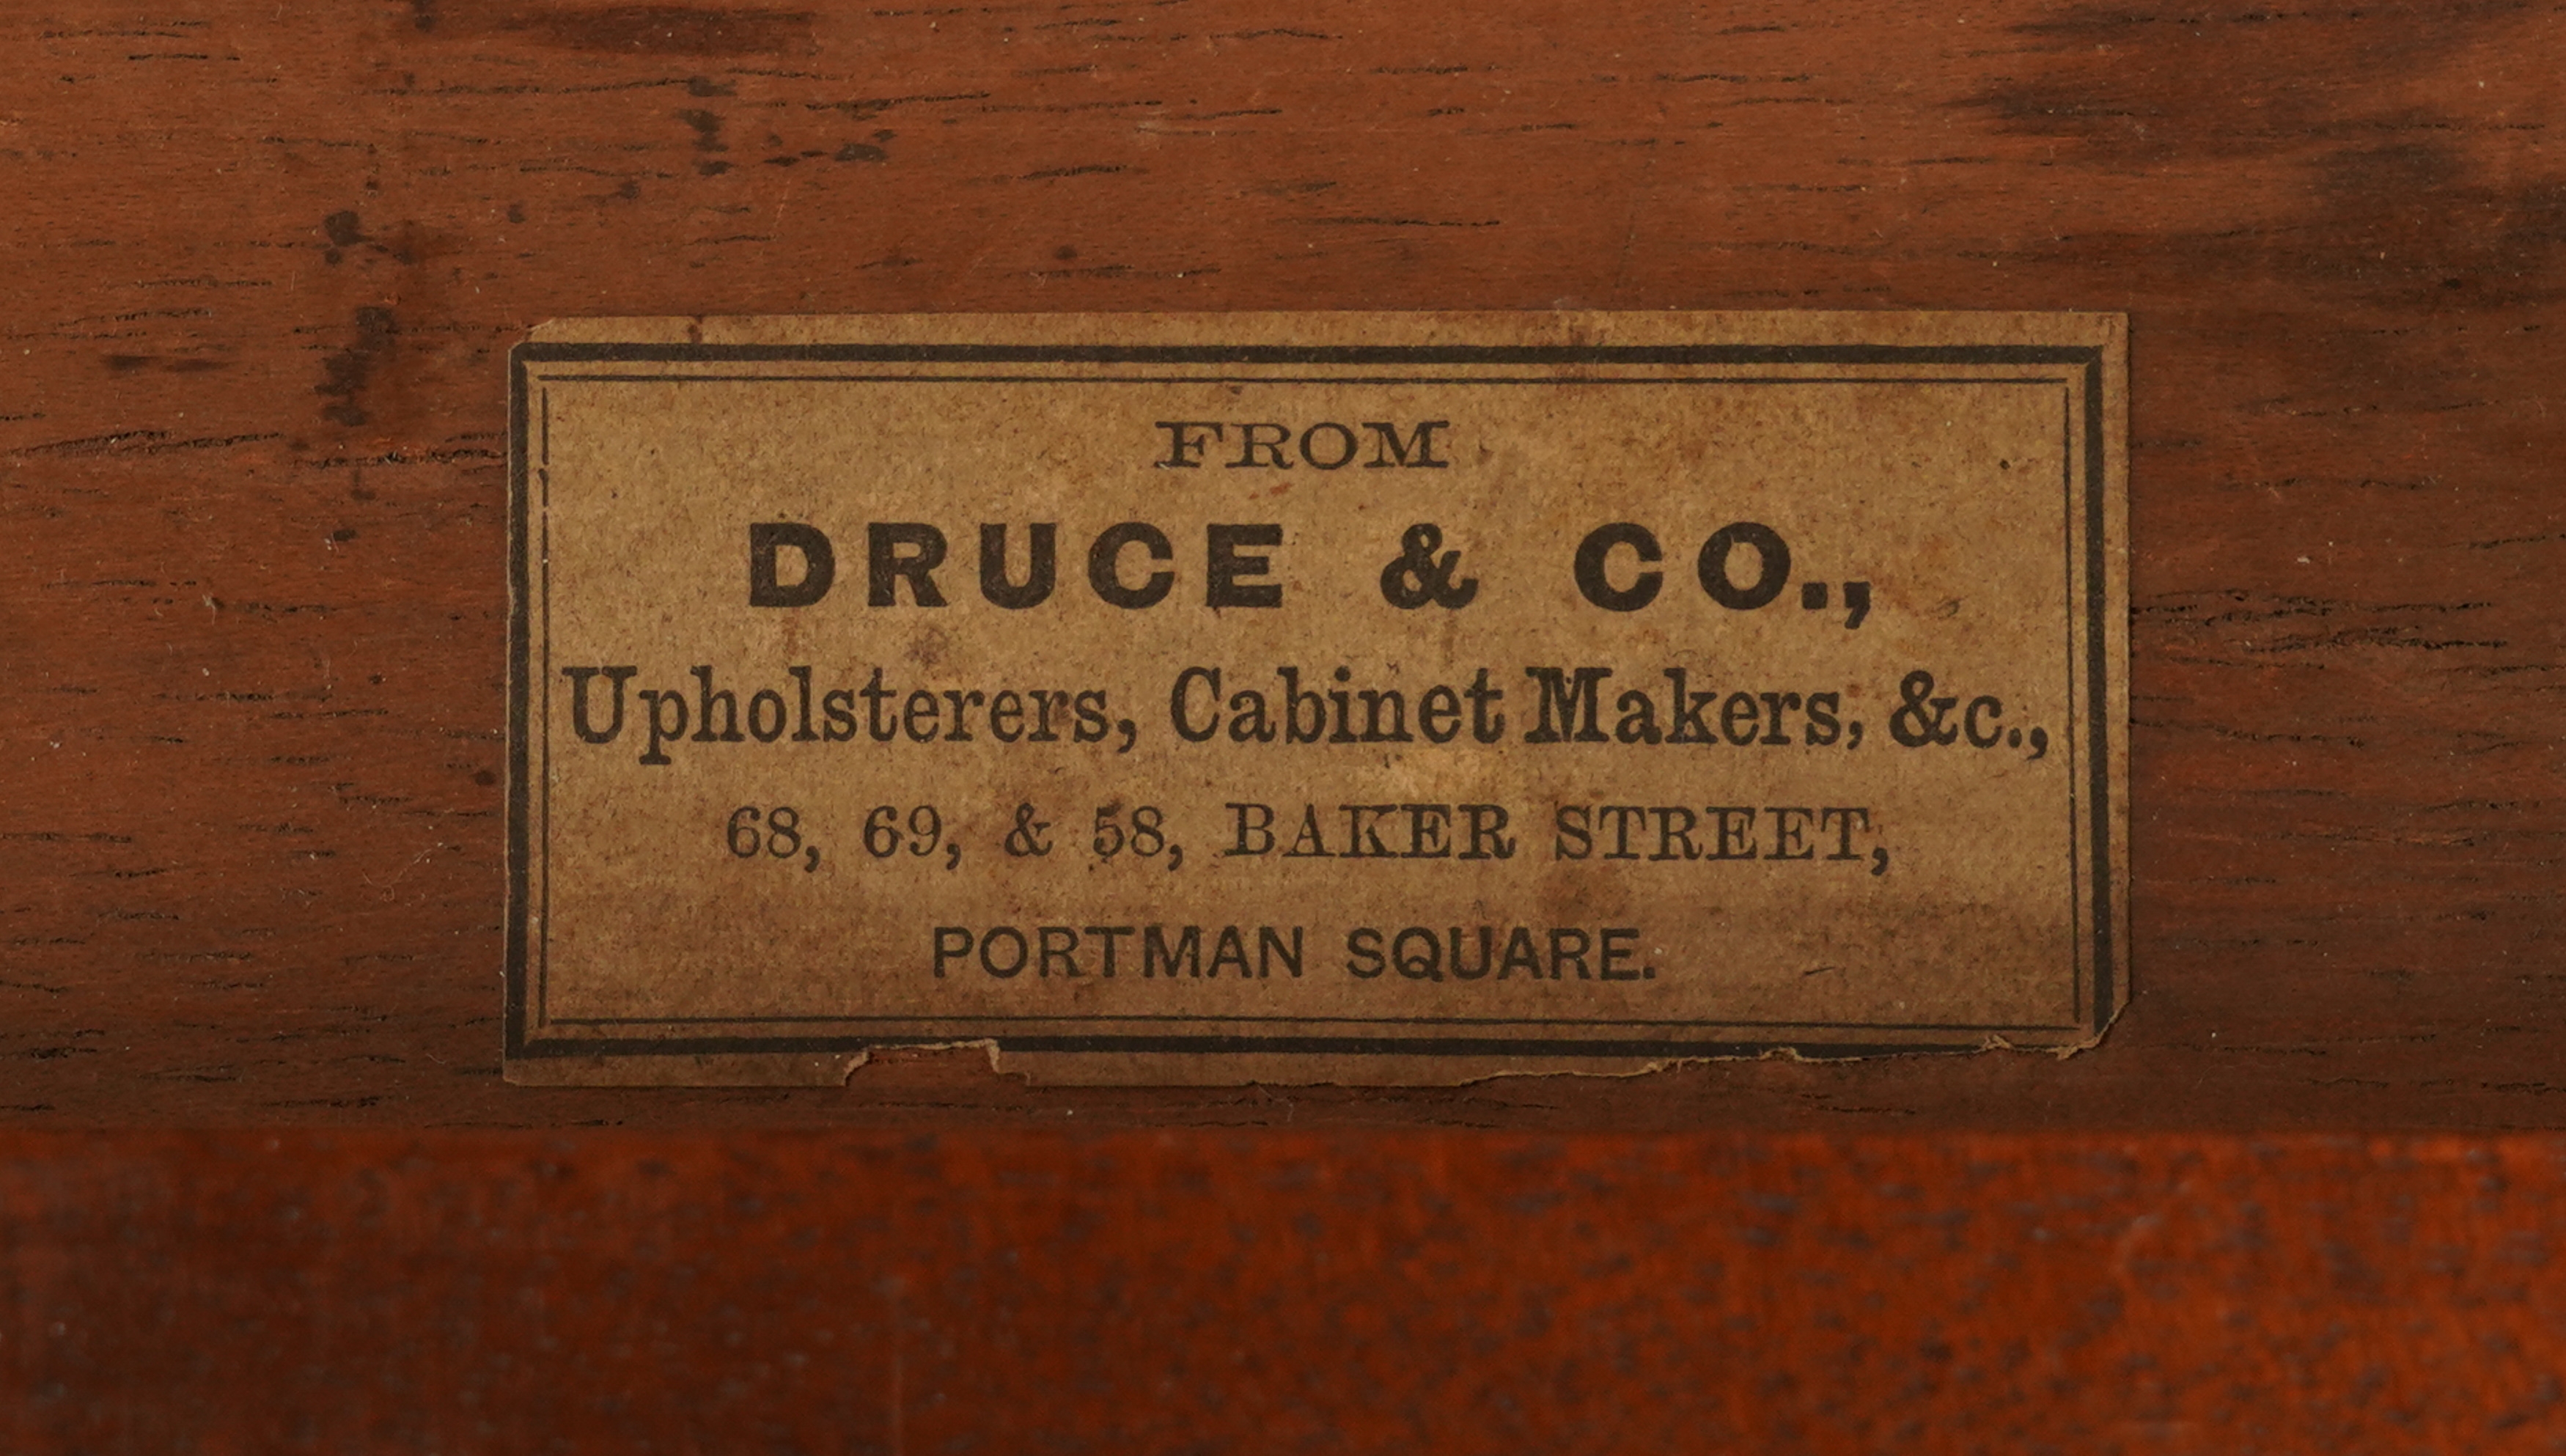 FROM
DRUCE & CO.,
Upholsterers, Cabinet Makers, &c.,
68, 69, & 58, BAKER STREET,
PORTMAN SQUARE.